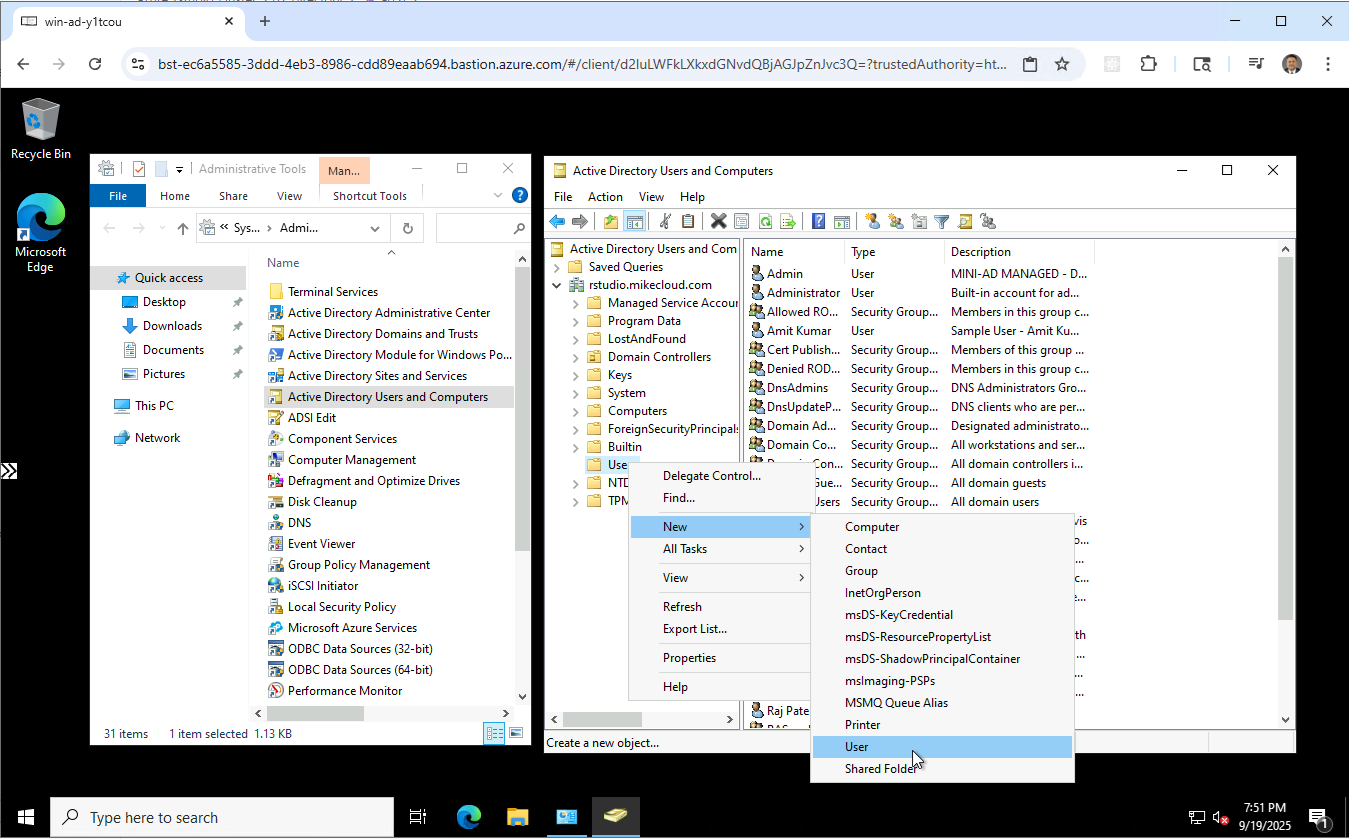 win-ad-y1tcou
bst-ec6a5585-3ddd-4eb3-8986-cdd89eaab694.bastion.azure.com/#/client/d2luLWFkLXkxdGNvdQBjAGJpZnJvc3Q=?trustedAuthority=ht...
Recycle Bin
Microsoft
Edge
Administrative Tools
Man...
File
Home
Share
View
Shortcut Tools
« Sys... > Admi...
Quick access
Desktop
Downloads
Documents
Pictures
This PC
Network
Name
Terminal Services
Active Directory Administrative Center
Active Directory Domains and Trusts
Active Directory Module for Windows Po...
Active Directory Sites and Services
Active Directory Users and Computers
ADSI Edit
Component Services
Computer Management
Defragment and Optimize Drives
Disk Cleanup
DNS
Event Viewer
Group Policy Management
iSCSI Initiator
Local Security Policy
Microsoft Azure Services
ODBC Data Sources (32-bit)
ODBC Data Sources (64-bit)
Performance Monitor
31 items
1 item selected 1.13 KB
Active Directory Users and Computers
File
Action
View
Help
Active Directory Users and Com
Saved Queries
rstudio.mikecloud.com
Managed Service Accour
Program Data
LostAndFound
Domain Controllers
Keys
System
Computers
ForeignSecurityPrincipals
Builtin
Use
NTD
TPM
Name Type Description
Admin User MINI-AD MANAGED - D...
Administrator User Built-in account for ad...
Allowed RO... Security Group... Members in this group c...
Amit Kumar User Sample User - Amit Ku...
Cert Publish... Security Group... Members of this group ...
Denied ROD... Security Group... Members in this group c...
DnsAdmins Security Group... DNS Administrators Gro...
DnsUpdateP... Security Group... DNS clients who are per...
Domain Ad... Security Group... Designated administrato...
Domain Co... Security Group... All workstations and ser...
Con... Security Group... All domain controllers i...
Gue... Security Group... All domain guests
Users Security Group... All domain users
vis
o...
...
c...
e...
th
...
...
...
Raj Pate
Delegate Control...
Find...
New
All Tasks
View
Refresh
Export List...
Properties
Help
Computer
Contact
Group
InetOrgPerson
msDS-KeyCredential
msDS-ResourcePropertyList
msDS-ShadowPrincipalContainer
msImaging-PSPs
MSMQ Queue Alias
Printer
User
Shared Folder
Create a new object...
Type here to search
7:51 PM
9/19/2025
1